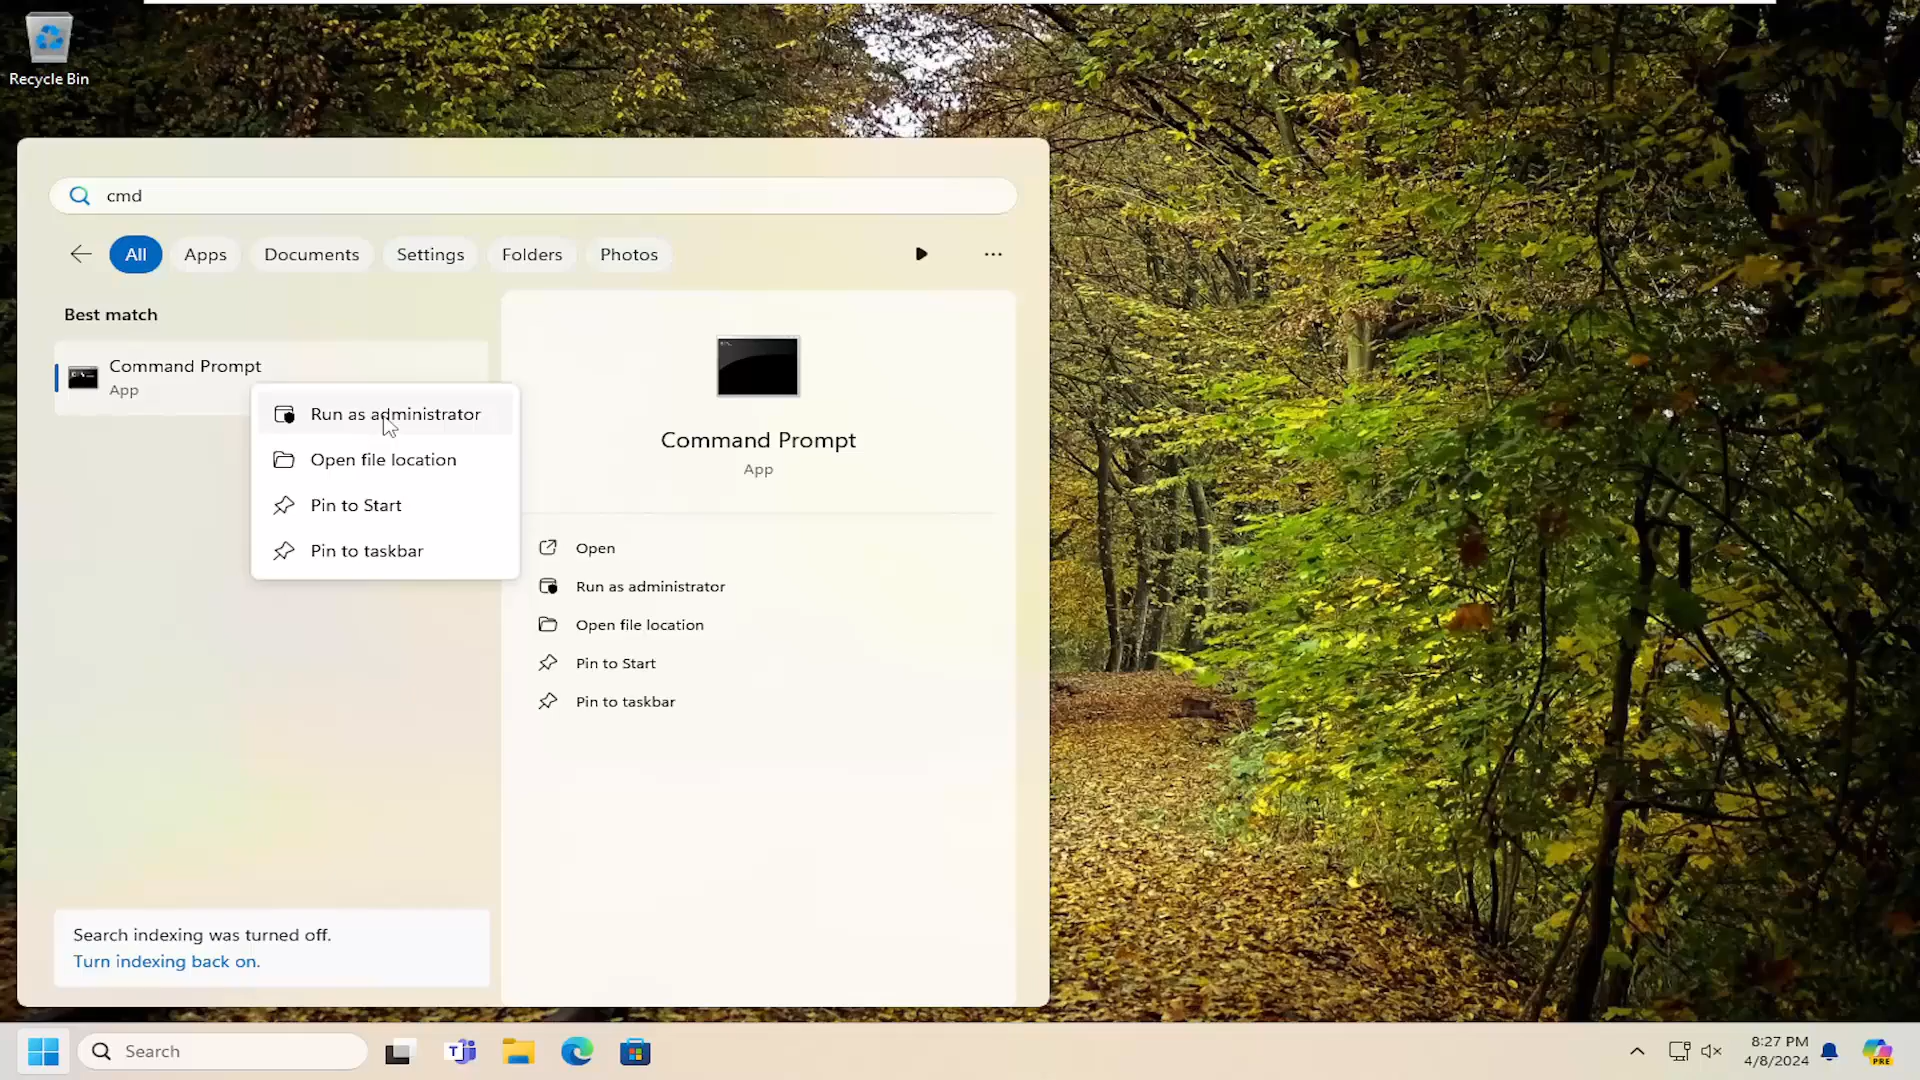 Recycle Bin
cmd
All
Apps
Documents
Settings
Folders
Photos
Best match
Command Prompt
App
Run as administrator
Open file location
Pin to Start
Pin to taskbar
Command Prompt
App
Open
Run as administrator
Open file location
Pin to Start
Pin to taskbar
Search indexing was turned off.
Turn indexing back on.
Search
8:27 PM
4/8/2024
PRE